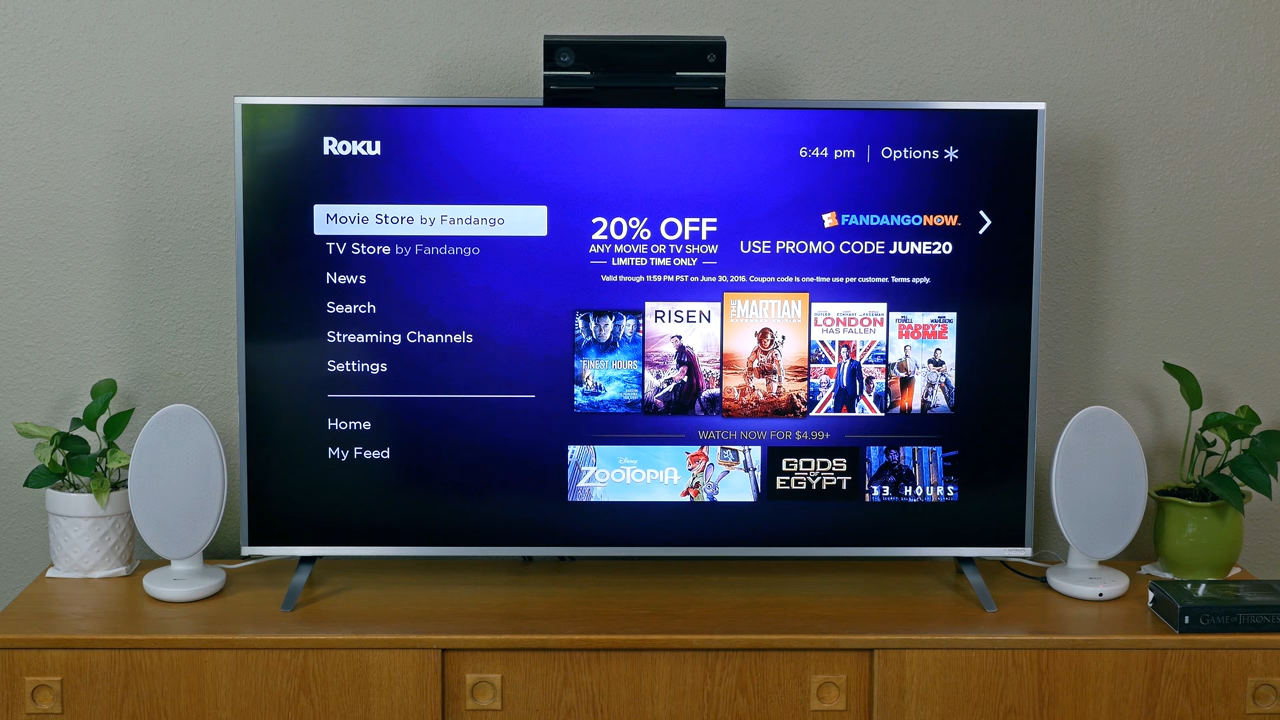 ROKU
6:44 pm | Options
Movie Store by Fandango
TV Store by Fandango
News
Search
Streaming Channels
Settings
Home
My Feed
20% OFF
ANY MOVIE OR TV SHOW
LIMITED TIME ONLY
FANDANGONOW
USE PROMO CODE JUNE20
Valid through 11:59 PM PST on June 30, 2016. Coupon code is one-time use per customer. Terms apply.
FINEST HOURS
RISEN
THE MARTIAN
LONDON
HAS FALLEN
WILL FERRELL
MARK WAHLBERG
DADDY'S
HOME
WATCH NOW FOR $4.99+
Disney
ZOOTOPIA
GODS
OF
EGYPT
13 HOURS
GAME OF THRONES